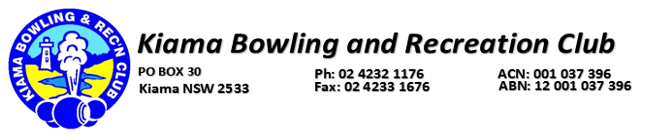 KIAMA BOWLING & REC'N CLUB
Kiama Bowling and Recreation Club
PO BOX 30 Ph: 02 4232 1176 ACN: 001 037 396
Kiama NSW 2533 Fax: 02 4233 1676 ABN: 12 001 037 396